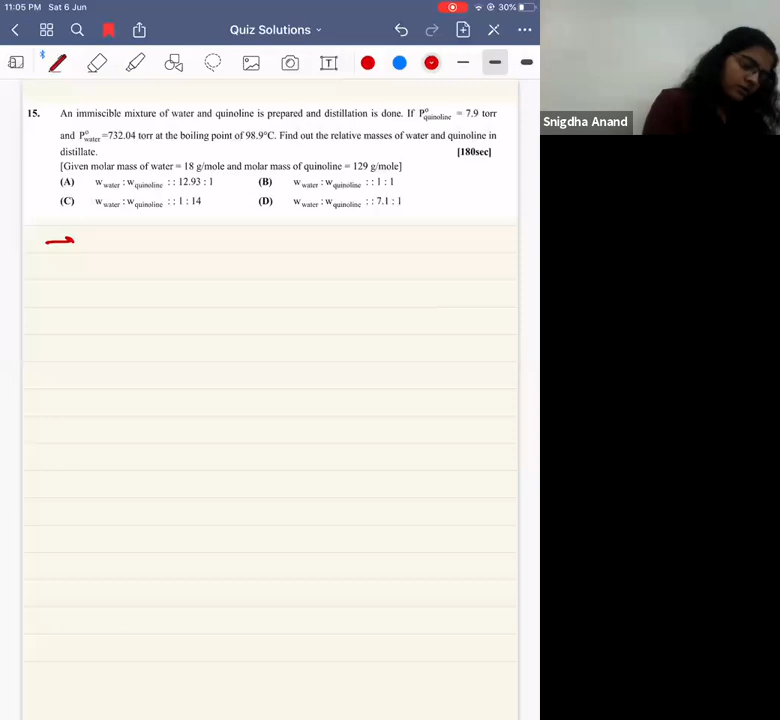 11:05 PM Sat 6 Jun
30%
Quiz Solutions
T
Snigdha Anand
15. An immiscible mixture of water and quinoline is prepared and distillation is done. If P°quinoline = 7.9 torr
and P°water =732.04 torr at the boiling point of 98.9°C. Find out the relative masses of water and quinoline in
distillate. [180sec]
[Given molar mass of water = 18 g/mole and molar mass of quinoline = 129 g/mole]
(A) wwater : wquinoline : : 12.93 : 1 (B) wwater : wquinoline : : 1 : 1
(C) wwater : wquinoline : : 1 : 14 (D) wwater : wquinoline : : 7.1 : 1